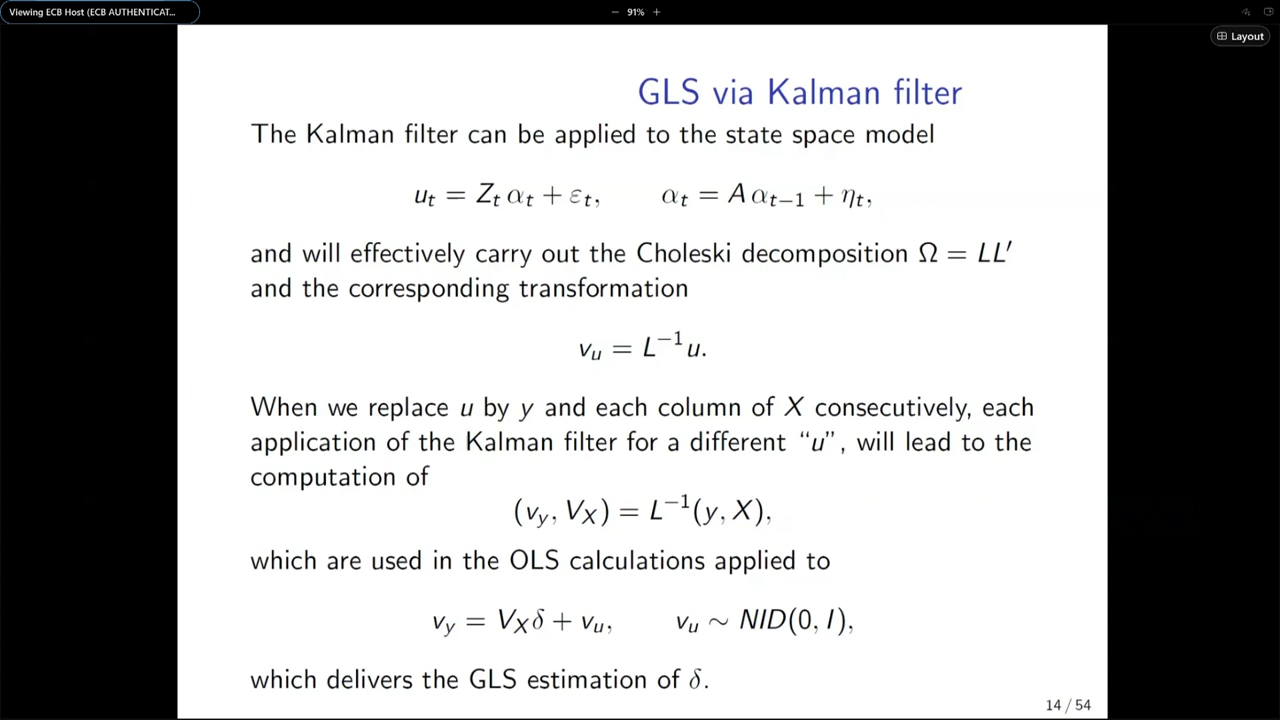 Viewing ECB Host (ECB AUTHENTICAT...
− 91% +
Layout
GLS via Kalman filter
The Kalman filter can be applied to the state space model
u_t = Z_t α_t + ε_t,   α_t = A α_{t−1} + η_t,
and will effectively carry out the Choleski decomposition Ω = LL′
and the corresponding transformation
v_u = L^{−1} u.
When we replace u by y and each column of X consecutively, each
application of the Kalman filter for a different “u”, will lead to the
computation of
(v_y, V_X) = L^{−1}(y, X),
which are used in the OLS calculations applied to
v_y = V_X δ + v_u,   v_u ∼ NID(0, I),
which delivers the GLS estimation of δ.
14 / 54